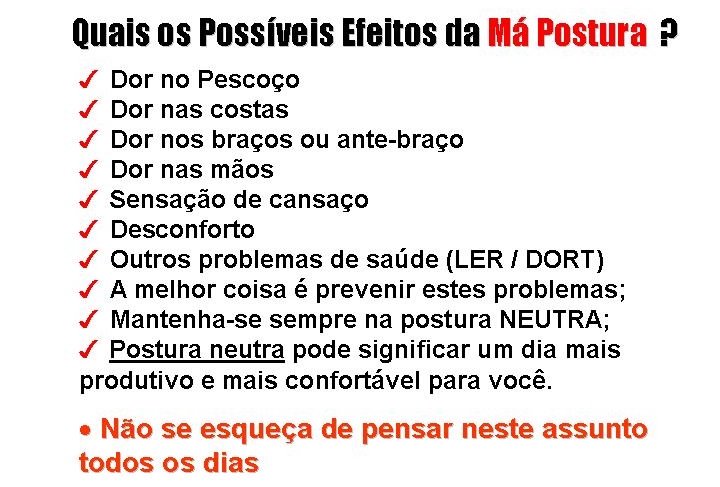 Quais os Possíveis Efeitos da Má Postura ?
✓ Dor no Pescoço
✓ Dor nas costas
✓ Dor nos braços ou ante-braço
✓ Dor nas mãos
✓ Sensação de cansaço
✓ Desconforto
✓ Outros problemas de saúde (LER / DORT)
✓ A melhor coisa é prevenir estes problemas;
✓ Mantenha-se sempre na postura NEUTRA;
✓ Postura neutra pode significar um dia mais
produtivo e mais confortável para você.
• Não se esqueça de pensar neste assunto
todos os dias